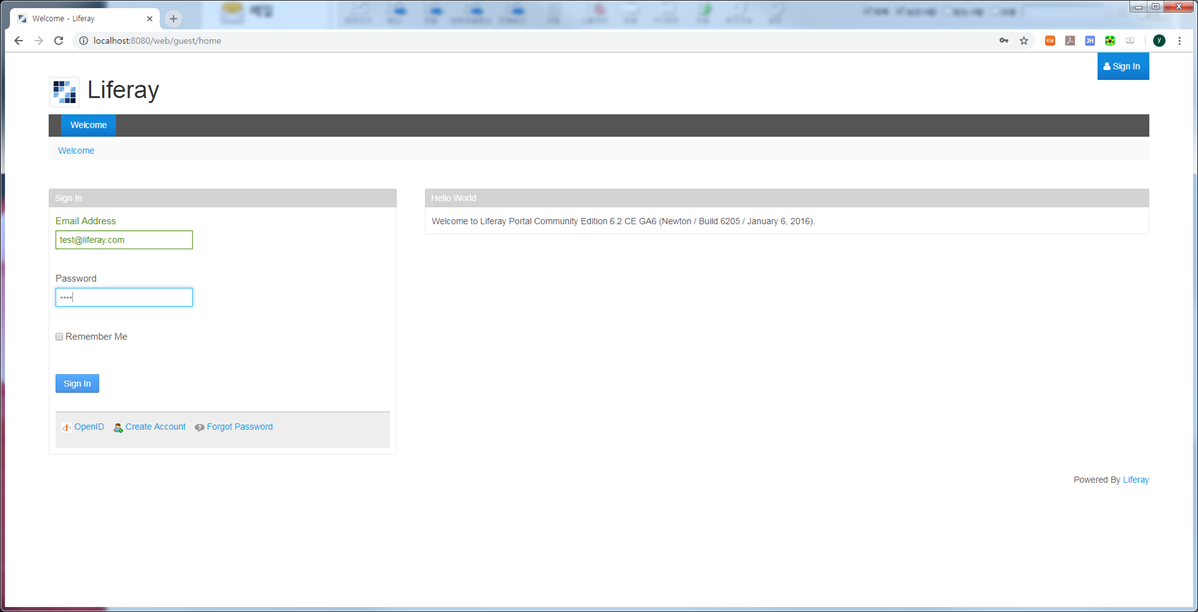 Welcome - Liferay
localhost:8080/web/guest/home
Sign In
Liferay
Welcome
Welcome
Sign In
Email Address
test@liferay.com
Password
••••
Remember Me
Sign In
OpenID
Create Account
Forgot Password
Hello World
Welcome to Liferay Portal Community Edition 6.2 CE GA6 (Newton / Build 6205 / January 6, 2016).
Powered By Liferay